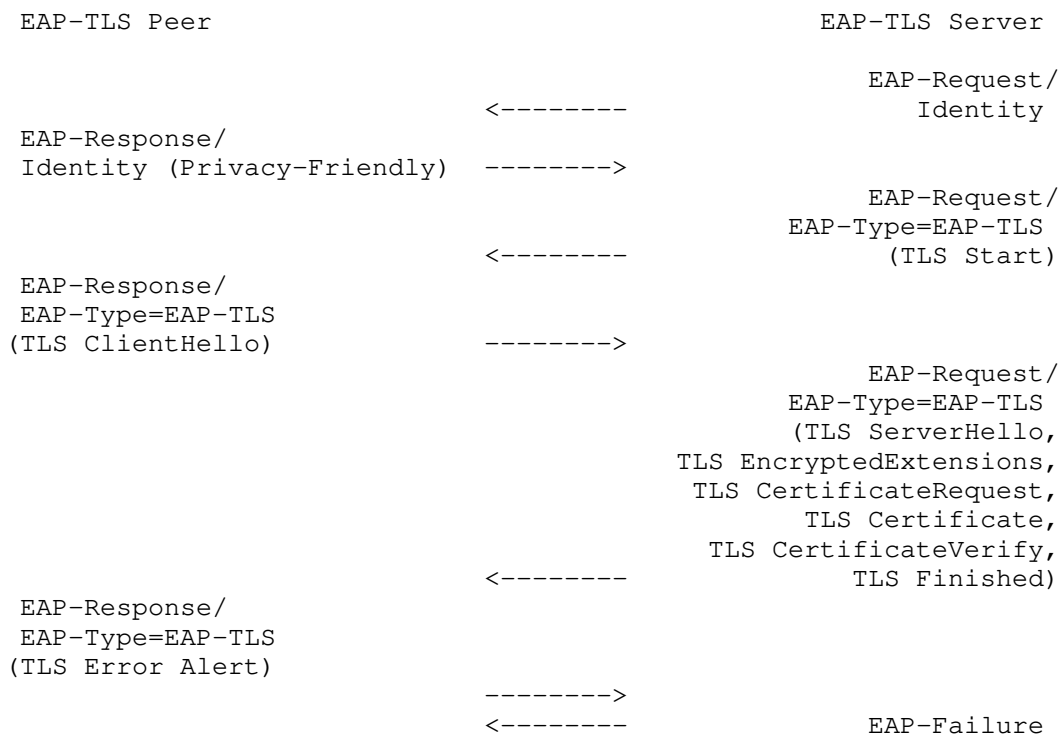 EAP-TLS Peer                                      EAP-TLS Server

                                                    EAP-Request/
                                 <--------             Identity
EAP-Response/
Identity (Privacy-Friendly)      -------->
                                                    EAP-Request/
                                               EAP-Type=EAP-TLS
                                 <--------          (TLS Start)
EAP-Response/
EAP-Type=EAP-TLS
(TLS ClientHello)                -------->
                                                    EAP-Request/
                                               EAP-Type=EAP-TLS
                                               (TLS ServerHello,
                                        TLS EncryptedExtensions,
                                         TLS CertificateRequest,
                                                TLS Certificate,
                                          TLS CertificateVerify,
                                 <--------         TLS Finished)
EAP-Response/
EAP-Type=EAP-TLS
(TLS Error Alert)
                                 -------->
                                 <--------          EAP-Failure